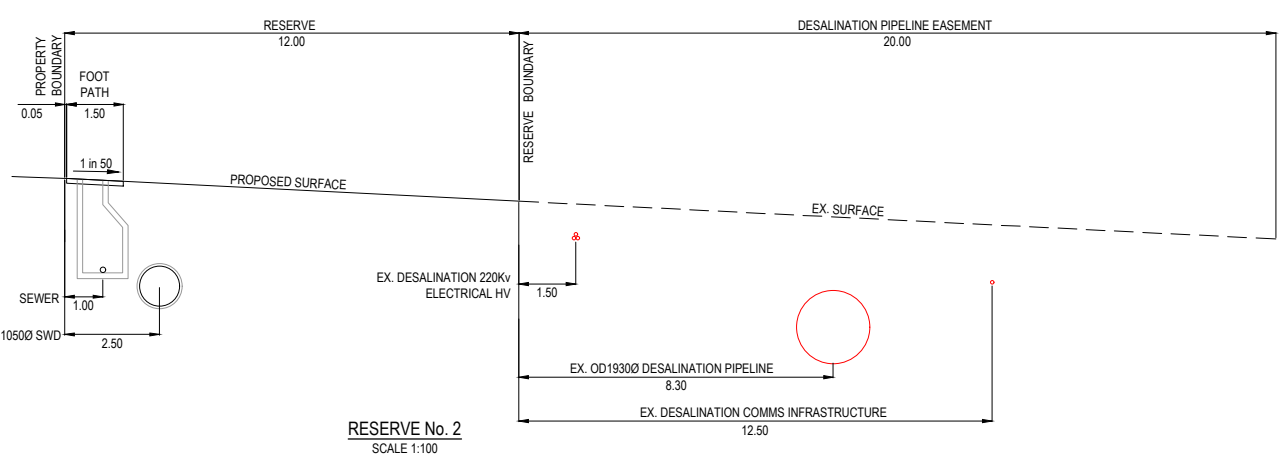 RESERVE
12.00
DESALINATION PIPELINE EASEMENT
20.00
PROPERTY
BOUNDARY
FOOT
PATH
0.05
1.50
RESERVE BOUNDARY
1 in 50
PROPOSED SURFACE
EX. SURFACE
EX. DESALINATION 220Kv
ELECTRICAL HV
1.50
SEWER
1.00
1050Ø SWD
2.50
EX. OD1930Ø DESALINATION PIPELINE
8.30
EX. DESALINATION COMMS INFRASTRUCTURE
12.50
RESERVE No. 2
SCALE 1:100